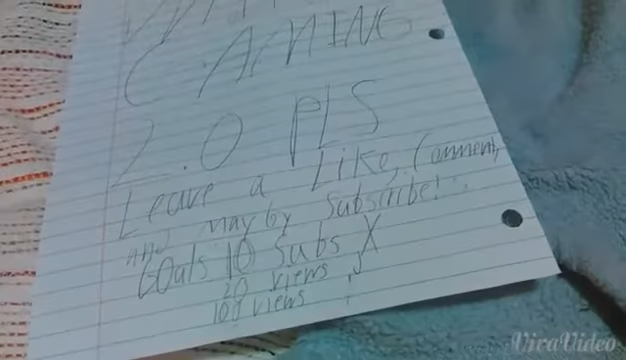 GAMING
2.0 PLS
Leave a Like, Comment,
and mayby Subscribe!
Goals 10 Subs X
20 views
100 views
VivaVideo